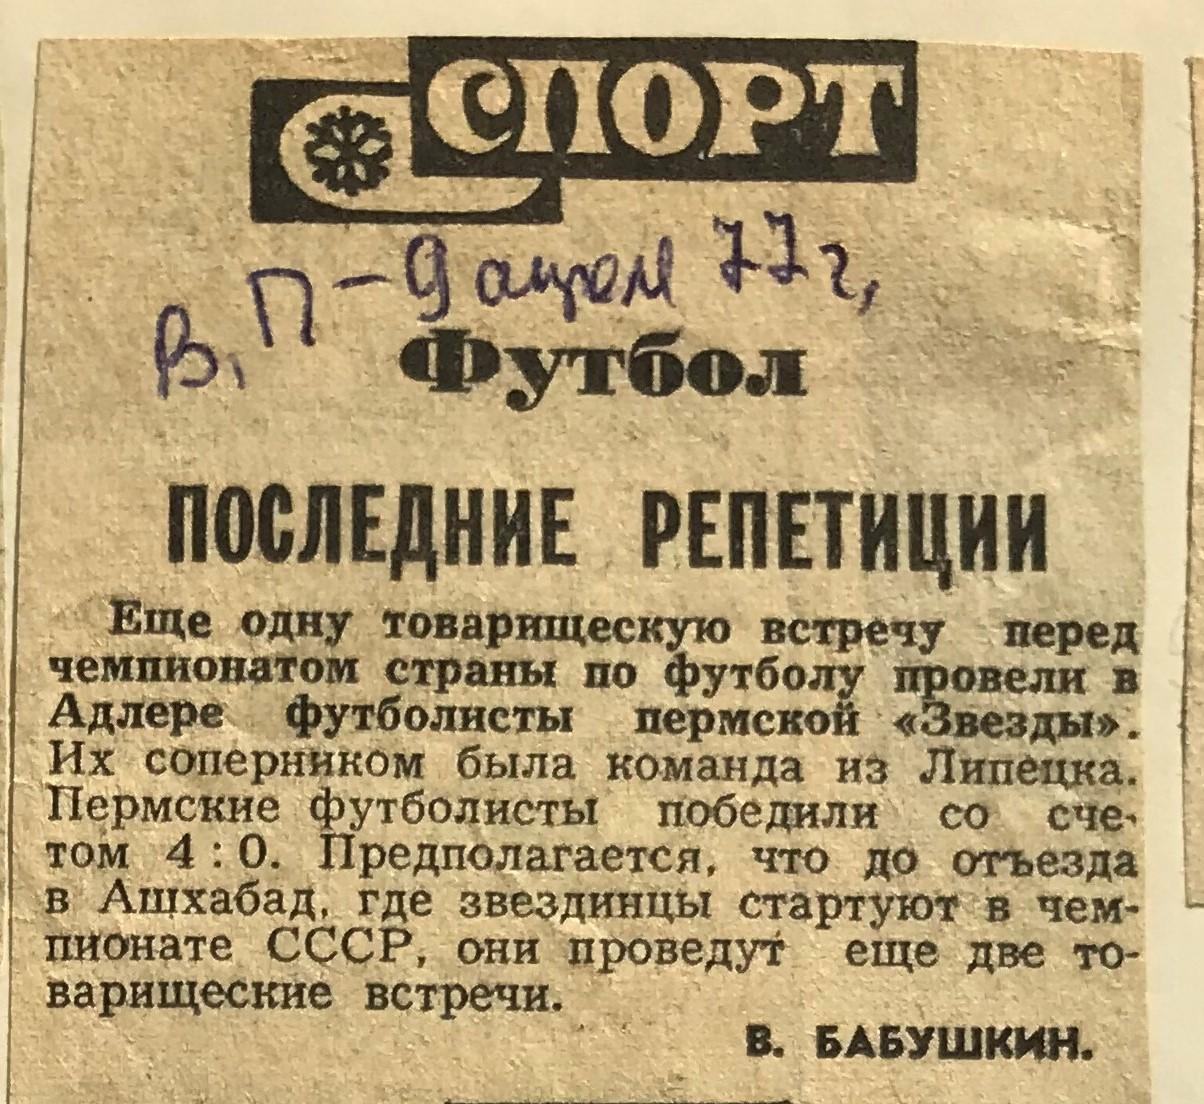 СПОРТ
В. П - 9 апреля 77 г.
Футбол
ПОСЛЕДНИЕ РЕПЕТИЦИИ
Еще одну товарищескую встречу перед
чемпионатом страны по футболу провели в
Адлере футболисты пермской «Звезды».
Их соперником была команда из Липецка.
Пермские футболисты победили со сче-
том 4 : 0. Предполагается, что до отъезда
в Ашхабад, где звездинцы стартуют в чем-
пионате СССР, они проведут еще две то-
варищеские встречи.
В. БАБУШКИН.